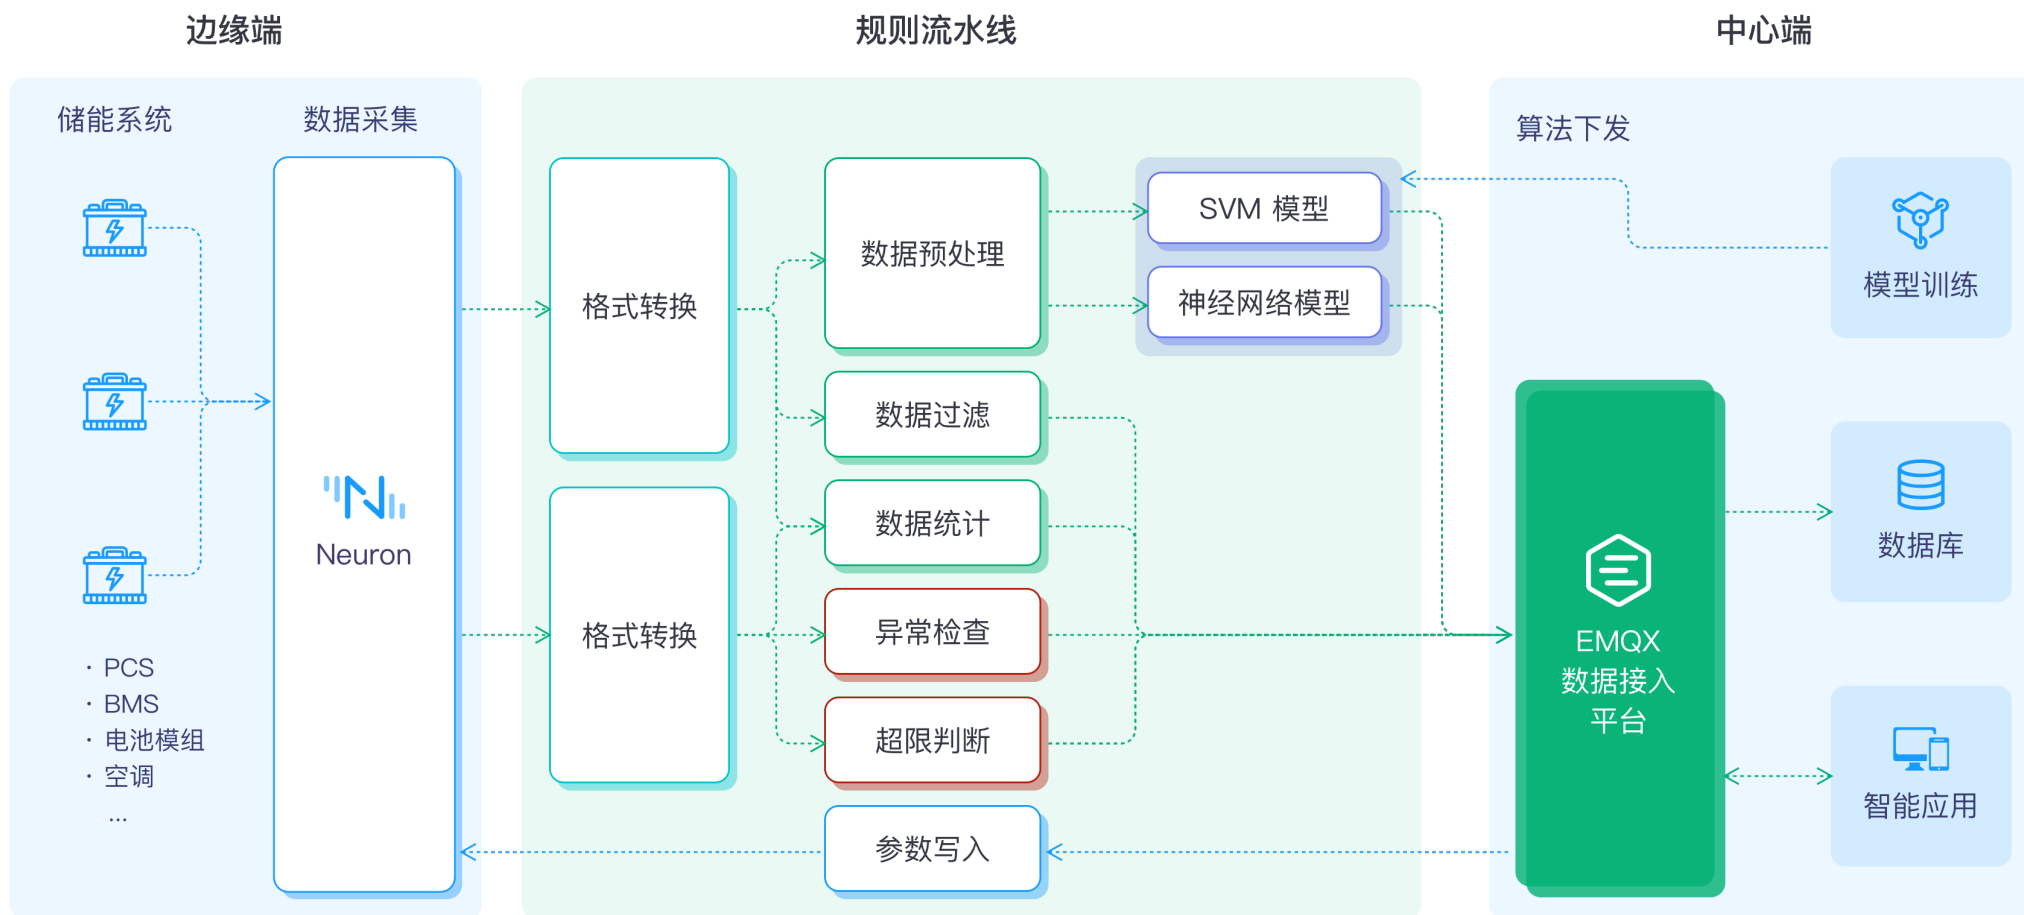 边缘端
规则流水线
中心端
储能系统
数据采集
Neuron
· PCS
· BMS
· 电池模组
· 空调
...
格式转换
格式转换
数据预处理
数据过滤
数据统计
异常检查
超限判断
参数写入
SVM 模型
神经网络模型
算法下发
EMQX
数据接入
平台
模型训练
数据库
智能应用